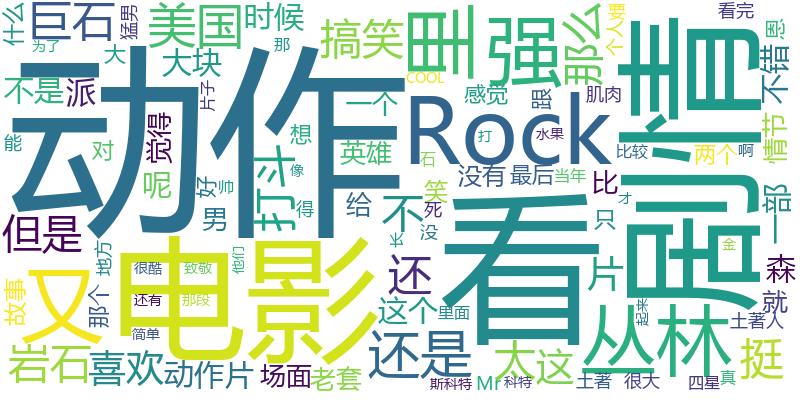 什么
巨石
猛男
美国
时候
搞笑
里
强
那么
情
个人要
看完
恩
为了
大
大块
那
COOL
不错
不是
派
片子
动作
Rock
感觉
跟
肌肉
能
对
觉得
一个
想
英雄
打
水果
比较
两个
啊
情节
呢
好
帅
打斗
像
得
笑
没有
最后
石
当年
比
才
一部
但是
男
给
不
死
没
看
只
剧
金
又
电影
地方
那个
很酷
致敬
还有
那段
他们
长
还
这个
里面
片
森
就
故事
简单
还是
丛林
起来
土著人
挺
岩石
喜欢
动作片
场面
老套
斯科特
Mr
科特
太
这
土著
很大
四星
真